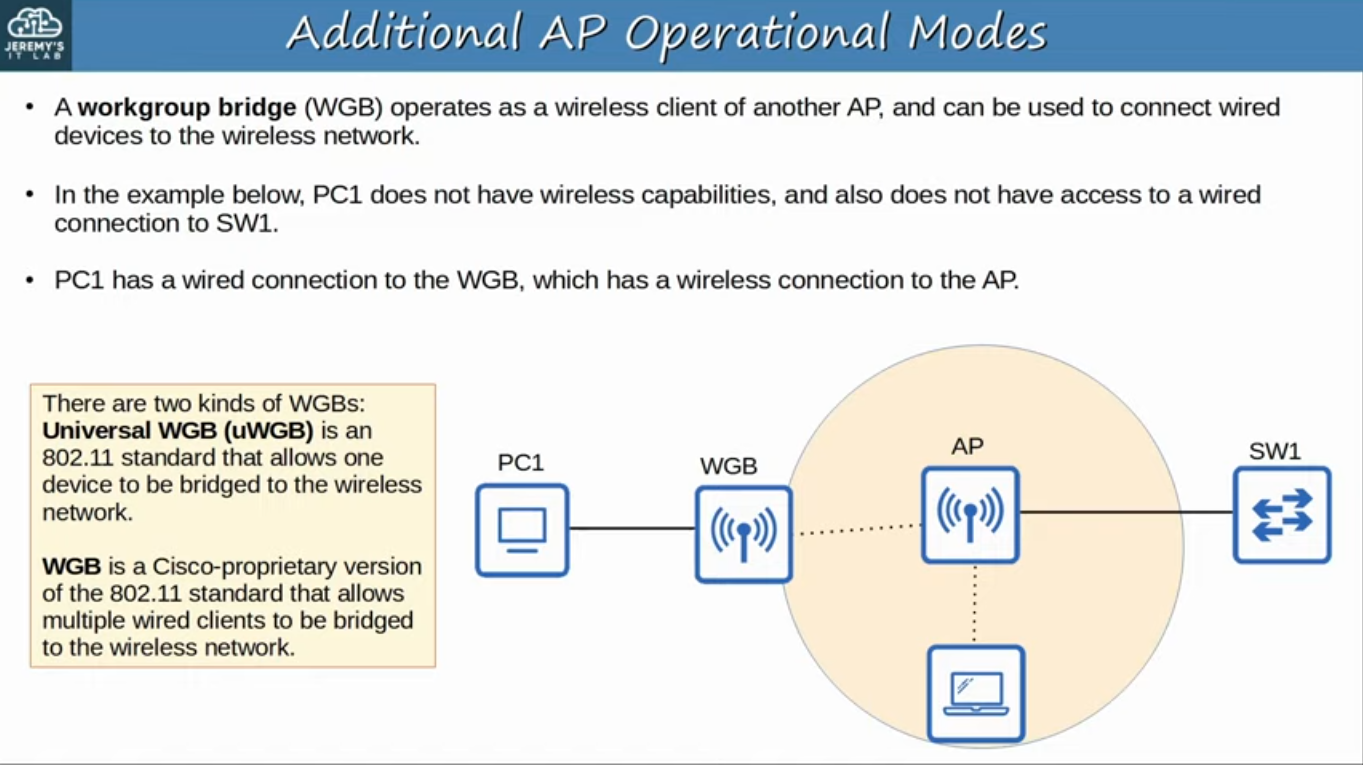 JEREMY'S
IT LAB
Additional AP Operational Modes
• A workgroup bridge (WGB) operates as a wireless client of another AP, and can be used to connect wired
devices to the wireless network.
• In the example below, PC1 does not have wireless capabilities, and also does not have access to a wired
connection to SW1.
• PC1 has a wired connection to the WGB, which has a wireless connection to the AP.
There are two kinds of WGBs:
Universal WGB (uWGB) is an
802.11 standard that allows one
device to be bridged to the wireless
network.
WGB is a Cisco-proprietary version
of the 802.11 standard that allows
multiple wired clients to be bridged
to the wireless network.
PC1
WGB
AP
SW1